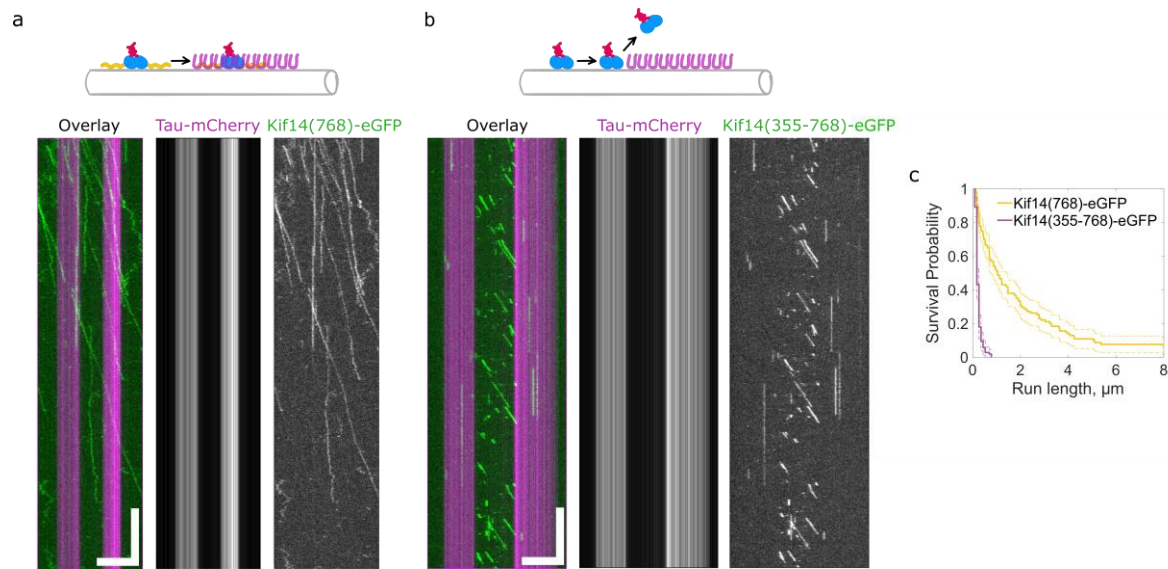 a
b
Overlay
Tau-mCherry
Kif14(768)-eGFP
Overlay
Tau-mCherry
Kif14(355-768)-eGFP
c
Survival Probability
1
0.8
0.6
0.4
0.2
0
Kif14(768)-eGFP
Kif14(355-768)-eGFP
0 2 4 6 8
Run length, µm